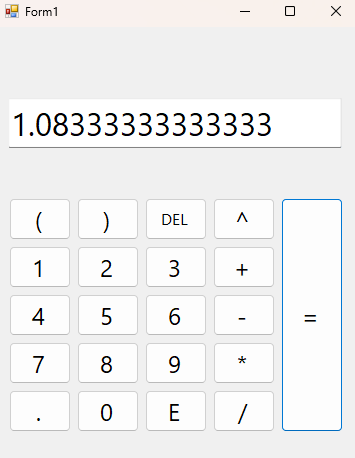 Form1
1.08333333333333
( ) DEL ^
1 2 3 +
4 5 6 - =
7 8 9 *
. 0 E /